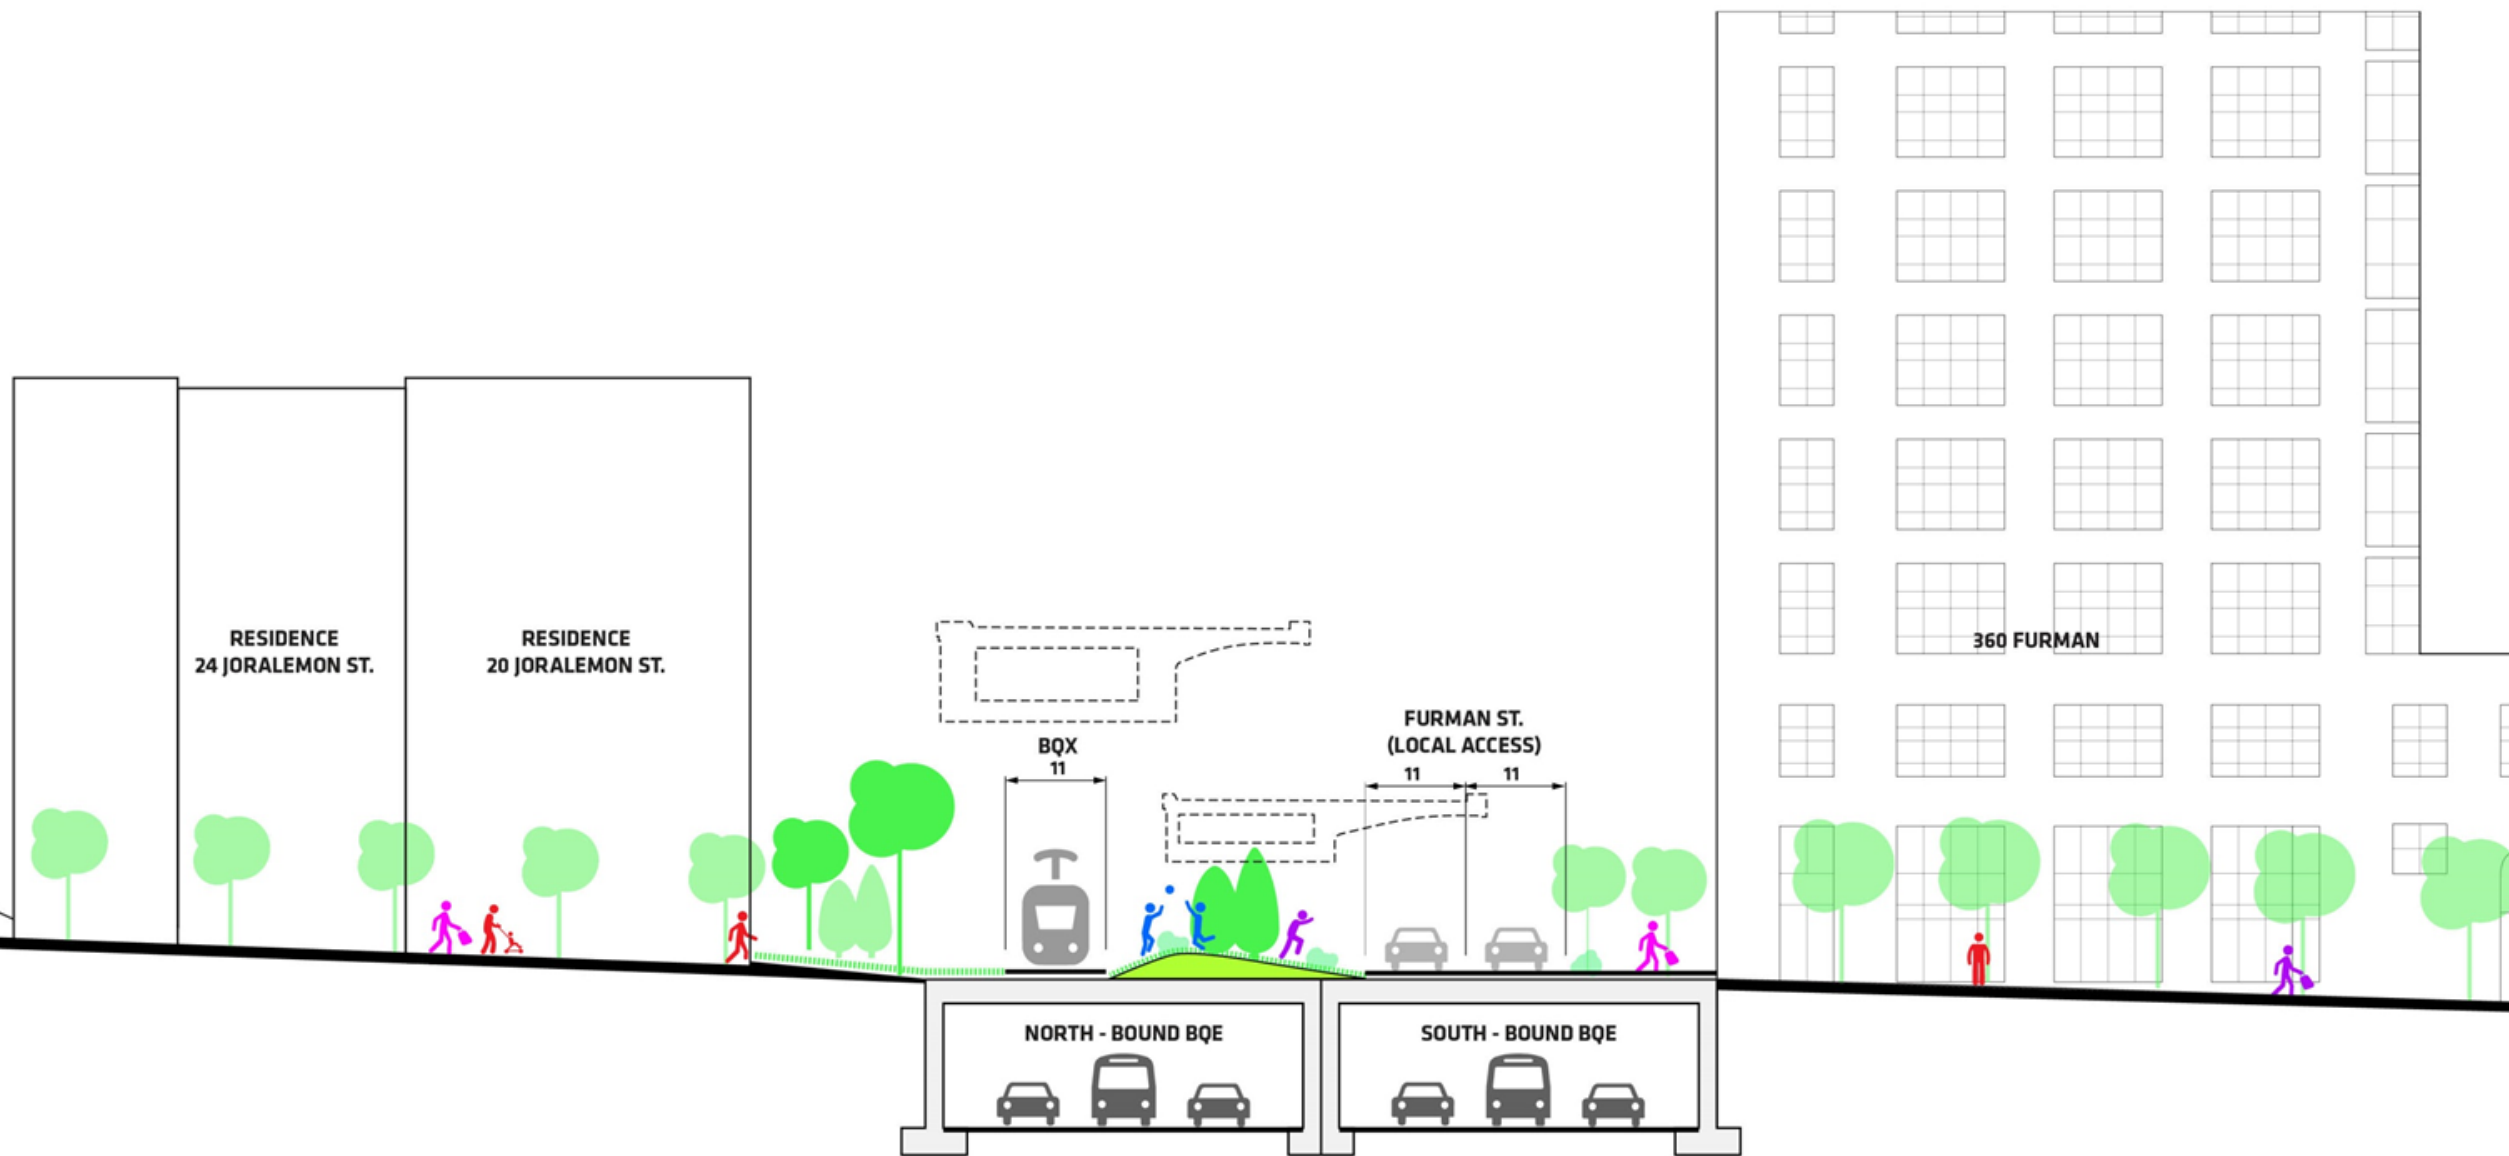 RESIDENCE
24 JORALEMON ST.
RESIDENCE
20 JORALEMON ST.
BQX
11
FURMAN ST.
(LOCAL ACCESS)
11 11
360 FURMAN
NORTH - BOUND BQE
SOUTH - BOUND BQE